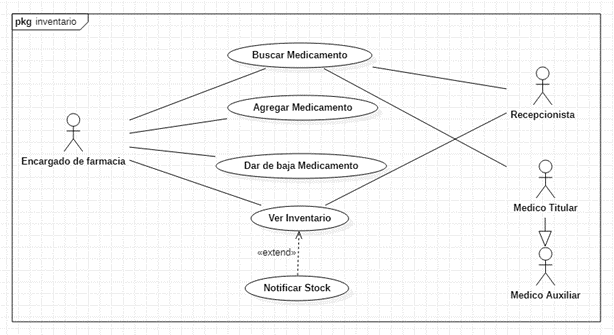 pkg inventario
Buscar Medicamento
Agregar Medicamento
Recepcionista
Encargado de farmacia
Dar de baja Medicamento
Medico Titular
Ver Inventario
«extend»
Notificar Stock
Medico Auxiliar